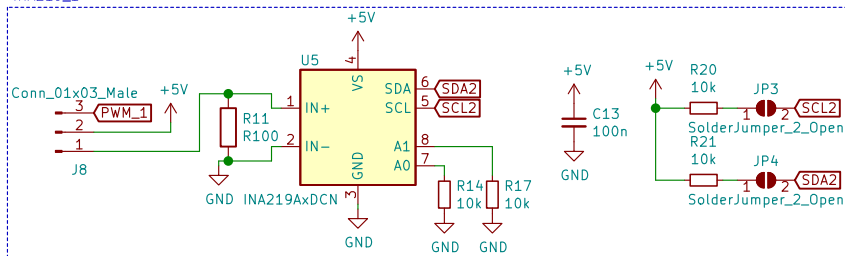 +5V
U5
4
VS
Conn_01x03_Male
+5V
3
PWM_1
2
1
J8
R11
R100
GND
1
IN+
2
IN-
SDA
6
SDA2
SCL
5
SCL2
A1
8
A0
7
GND
3
INA219AxDCN
GND
R14
10k
GND
R17
10k
GND
+5V
C13
100n
GND
+5V
R20
10k
JP3
1
2
SCL2
SolderJumper_2_Open
R21
10k
JP4
1
2
SDA2
SolderJumper_2_Open